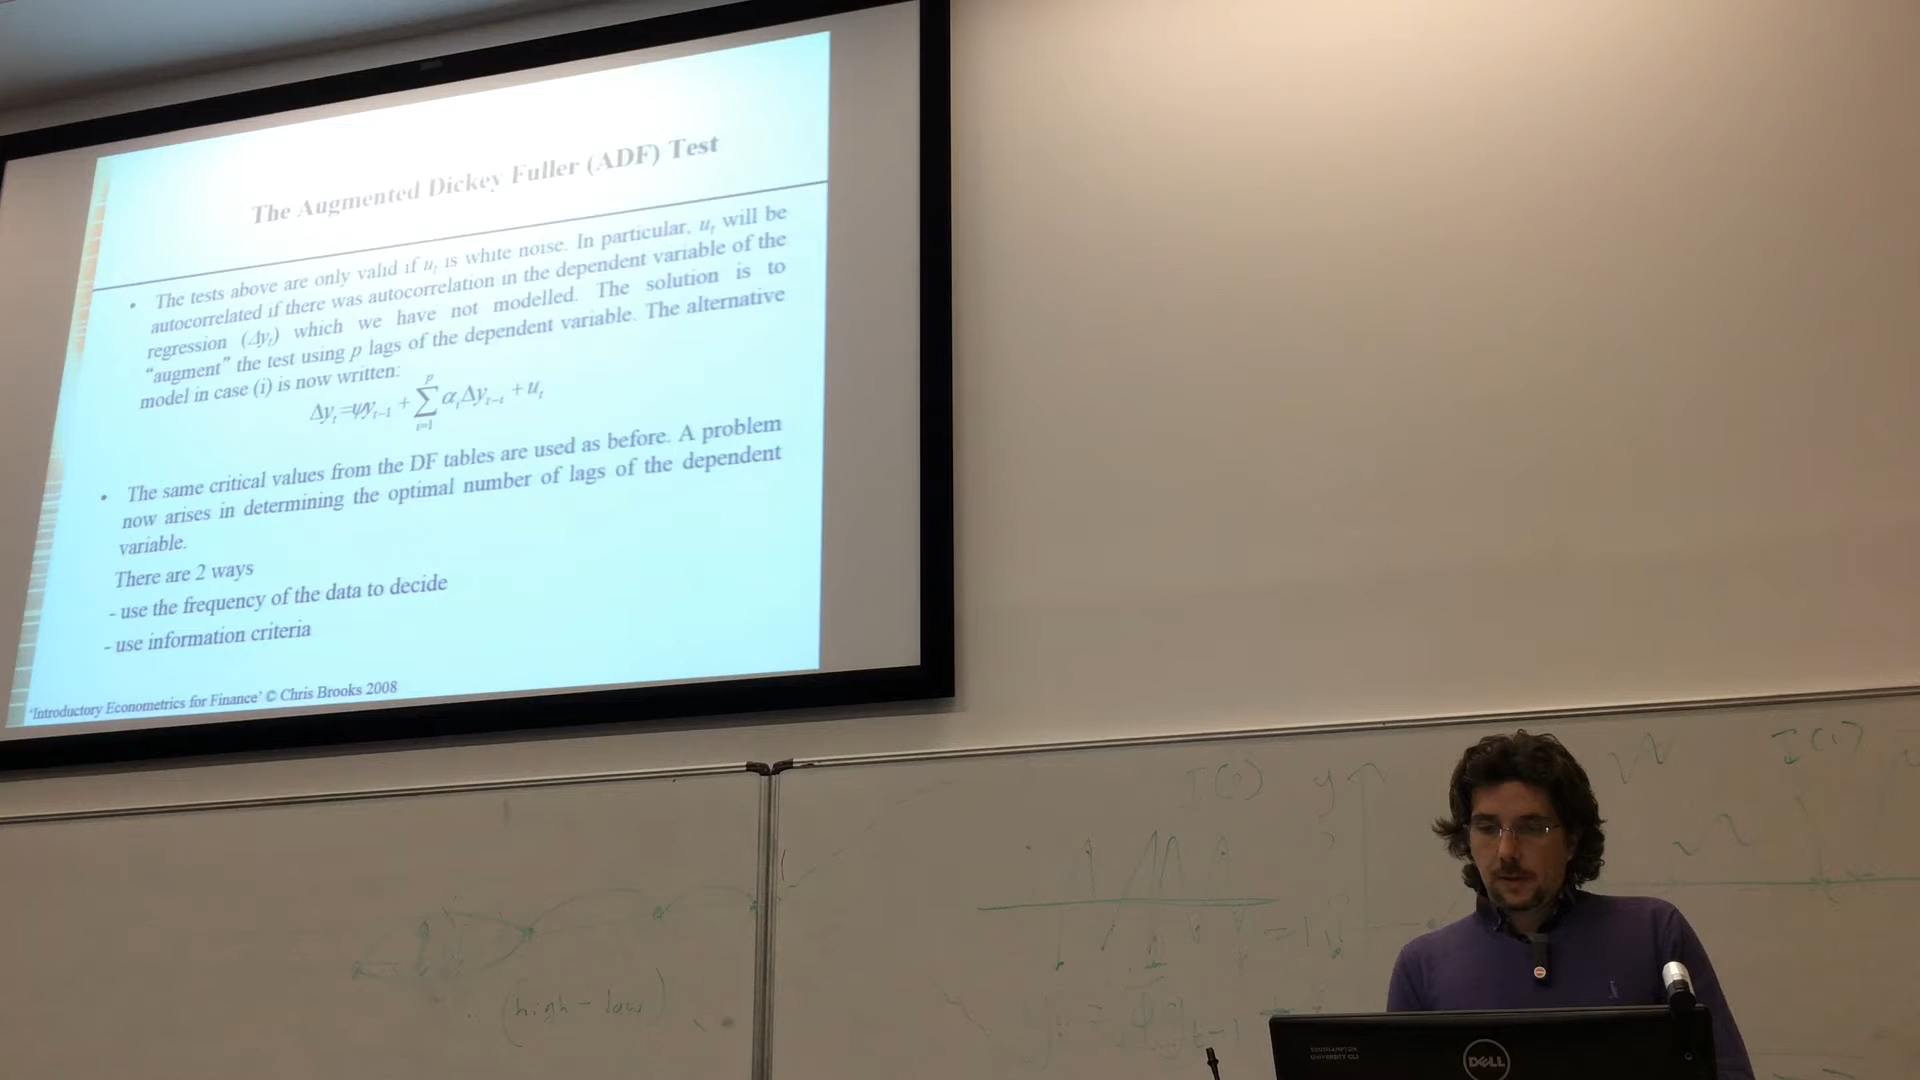 The Augmented Dickey Fuller (ADF) Test
• The tests above are only valid if uₜ is white noise. In particular, uₜ will be
autocorrelated if there was autocorrelation in the dependent variable of the
regression (Δyₜ) which we have not modelled. The solution is to
“augment” the test using p lags of the dependent variable. The alternative
model in case (i) is now written:
Δyₜ=ψyₜ₋₁ + ∑ᵢ₌₁ᵖ αᵢΔyₜ₋ᵢ + uₜ
• The same critical values from the DF tables are used as before. A problem
now arises in determining the optimal number of lags of the dependent
variable.
There are 2 ways
- use the frequency of the data to decide
- use information criteria
‘Introductory Econometrics for Finance’ © Chris Brooks 2008
I(0) y
I(1)
(high - low)
SOUTHAMPTON
UNIVERSITY CLS
DELL